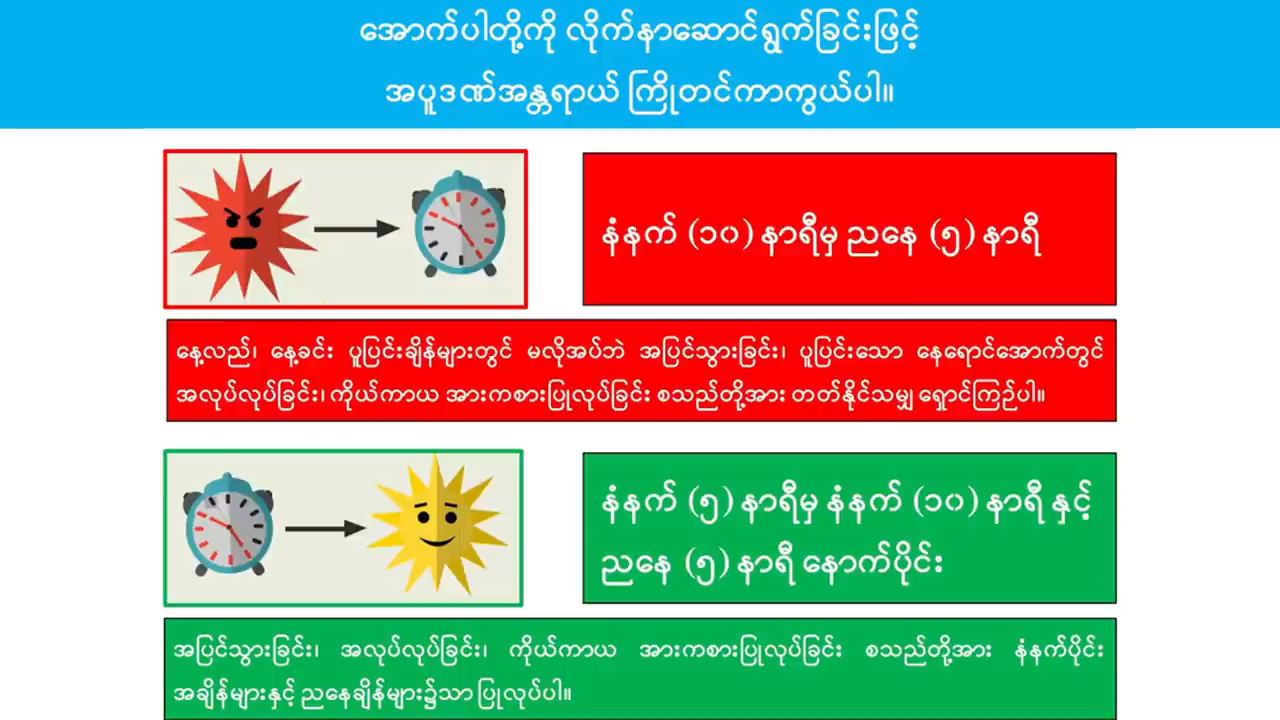 အောက်ပါတို့ကို လိုက်နာဆောင်ရွက်ခြင်းဖြင့်
အပူဒဏ်အန္တရာယ် ကြိုတင်ကာကွယ်ပါ။
နံနက် (၁၀) နာရီမှ ညနေ (၅) နာရီ
နေ့လည်၊ နေ့ခင်း ပူပြင်းချိန်များတွင် မလိုအပ်ဘဲ အပြင်သွားခြင်း၊ ပူပြင်းသော နေရောင်အောက်တွင်
အလုပ်လုပ်ခြင်း၊ ကိုယ်ကာယ အားကစားပြုလုပ်ခြင်း စသည်တို့အား တတ်နိုင်သမျှ ရှောင်ကြဉ်ပါ။
နံနက် (၅) နာရီမှ နံနက် (၁၀) နာရီ နှင့်
ညနေ (၅) နာရီ နောက်ပိုင်း
အပြင်သွားခြင်း၊ အလုပ်လုပ်ခြင်း၊ ကိုယ်ကာယ အားကစားပြုလုပ်ခြင်း စသည်တို့အား နံနက်ပိုင်း
အချိန်များနှင့် ညနေချိန်များ၌သာ ပြုလုပ်ပါ။